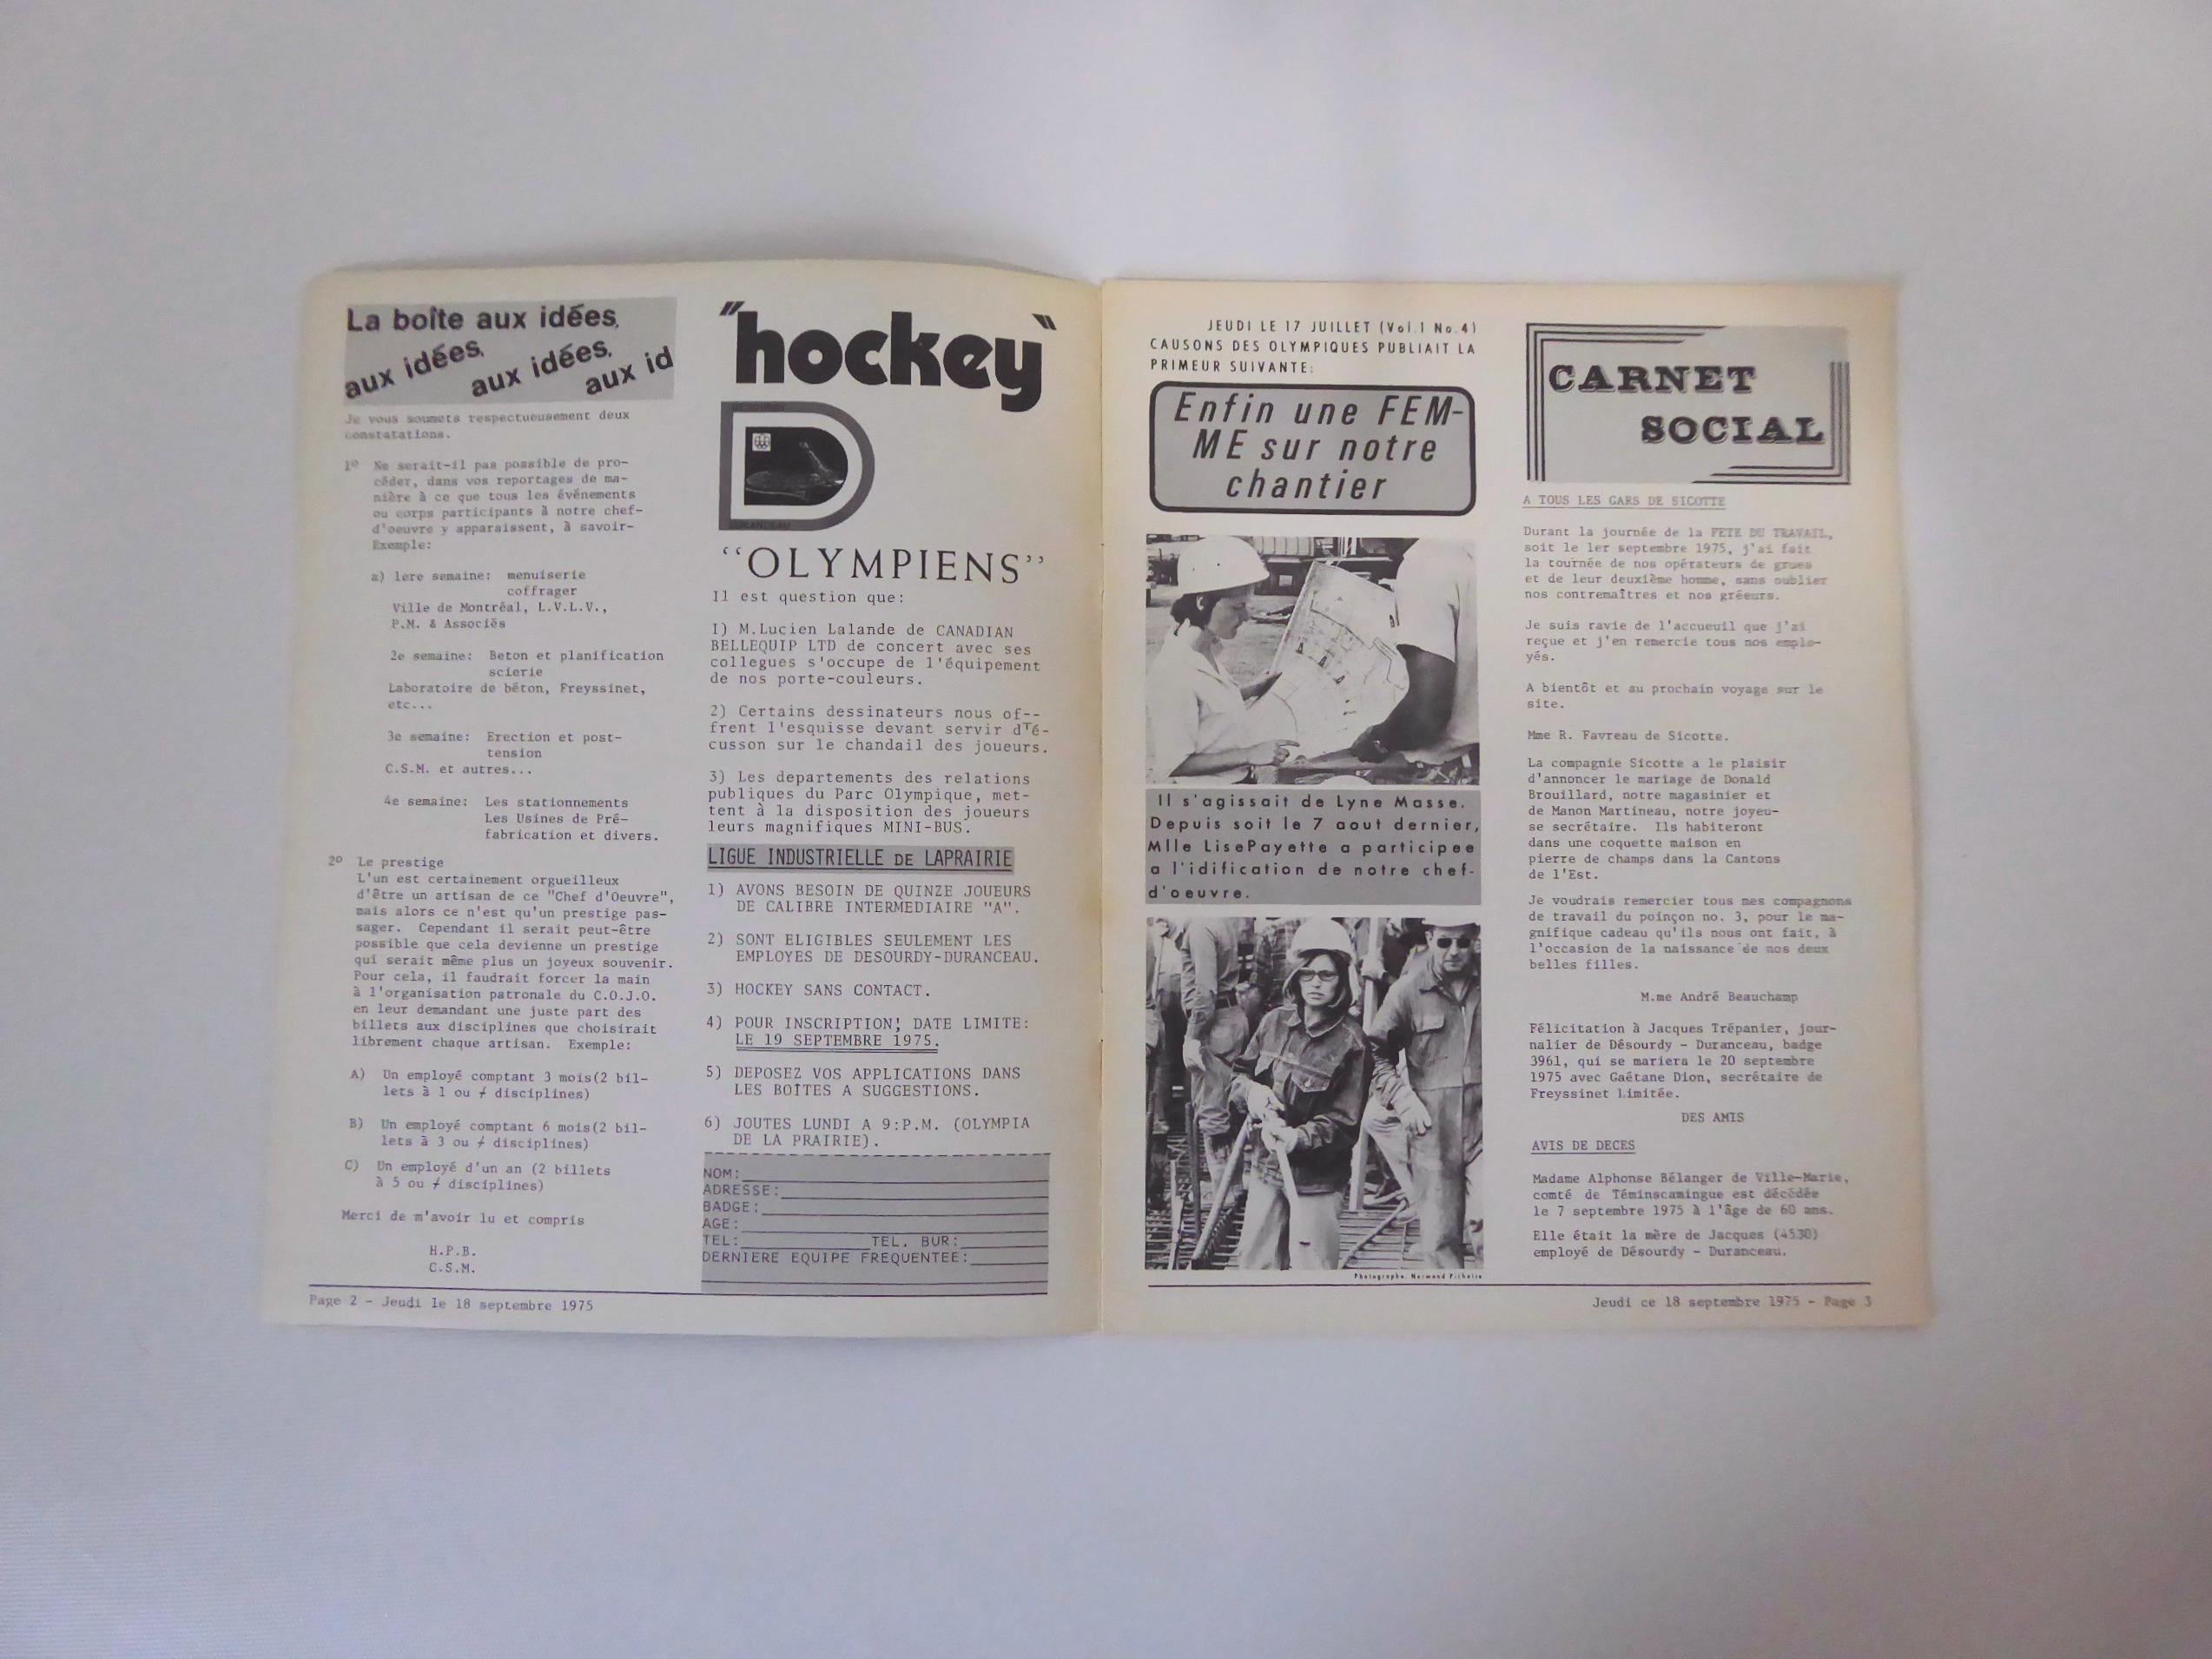 La boîte aux idées,
aux idées,
aux idées,
aux id
Je vous soumets respectueusement deux
constatations.
1º Ne serait-il pas possible de pro-
céder, dans vos reportages de ma-
nière à ce que tous les événements
ou corps participants à notre chef-
d'oeuvre y apparaissent, à savoir-
Exemple:
a) 1ere semaine: menuiserie
coffrager
Ville de Montréal, L.V.L.V.,
P.M. & Associés
2e semaine: Beton et planification
scierie
Laboratoire de béton, Freyssinet,
etc...
3e semaine: Erection et post-
tension
C.S.M. et autres...
4e semaine: Les stationnements
Les Usines de Pré-
fabrication et divers.
2º Le prestige
L'un est certainement orgueilleux
d'être un artisan de ce "Chef d'Oeuvre",
mais alors ce n'est qu'un prestige pas-
sager. Cependant il serait peut-être
possible que cela devienne un prestige
qui serait même plus un joyeux souvenir.
Pour cela, il faudrait forcer la main
à l'organisation patronale du C.O.J.O.
en leur demandant une juste part des
billets aux disciplines que choisirait
librement chaque artisan. Exemple:
A) Un employé comptant 3 mois(2 bil-
lets à 1 ou ≠ disciplines)
B) Un employé comptant 6 mois(2 bil-
lets à 3 ou ≠ disciplines)
C) Un employé d'un an (2 billets
à 5 ou ≠ disciplines)
Merci de m'avoir lu et compris
H.P.B.
C.S.M.
Page 2 - Jeudi le 18 septembre 1975
"hockey"
DURANCEAU
"OLYMPIENS"
Il est question que:
1) M.Lucien Lalande de CANADIAN
BELLEQUIP LTD de concert avec ses
collegues s'occupe de l'équipement
de nos porte-couleurs.
2) Certains dessinateurs nous of--
frent l'esquisse devant servir d'é-
cusson sur le chandail des joueurs.
3) Les departements des relations
publiques du Parc Olympique, met-
tent à la disposition des joueurs
leurs magnifiques MINI-BUS.
LIGUE INDUSTRIELLE DE LAPRAIRIE
1) AVONS BESOIN DE QUINZE JOUEURS
DE CALIBRE INTERMEDIAIRE "A".
2) SONT ELIGIBLES SEULEMENT LES
EMPLOYES DE DESOURDY-DURANCEAU.
3) HOCKEY SANS CONTACT.
4) POUR INSCRIPTION; DATE LIMITE:
LE 19 SEPTEMBRE 1975.
5) DEPOSEZ VOS APPLICATIONS DANS
LES BOÎTES A SUGGESTIONS.
6) JOUTES LUNDI A 9:P.M. (OLYMPIA
DE LA PRAIRIE).
NOM:
ADRESSE:
BADGE:
AGE:
TEL: TEL. BUR:
DERNIERE EQUIPE FREQUENTEE:
JEUDI LE 17 JUILLET (Vol.1 No.4)
CAUSONS DES OLYMPIQUES PUBLIAIT LA
PRIMEUR SUIVANTE:
Enfin une FEM-
ME sur notre
chantier
Il s'agissait de Lyne Masse.
Depuis soit le 7 aout dernier,
Mlle LisePayette a participee
a l'idification de notre chef-
d'oeuvre.
Photographe. Normand Pichette
CARNET
SOCIAL
A TOUS LES GARS DE SICOTTE
Durant la journée de la FETE DU TRAVAIL,
soit le 1er septembre 1975, j'ai fait
la tournée de nos opérateurs de grues
et de leur deuxième homme, sans oublier
nos contremaîtres et nos gréeurs.
Je suis ravie de l'accueuil que j'ai
reçue et j'en remercie tous nos emplo-
yés.
A bientôt et au prochain voyage sur le
site.
Mme R. Favreau de Sicotte.
La compagnie Sicotte a le plaisir
d'annoncer le mariage de Donald
Brouillard, notre magasinier et
de Manon Martineau, notre joyeu-
se secrétaire. Ils habiteront
dans une coquette maison en
pierre de champs dans la Cantons
de l'Est.
Je voudrais remercier tous mes compagnons
de travail du poinçon no. 3, pour le ma-
gnifique cadeau qu'ils nous ont fait, à
l'occasion de la naissance de nos deux
belles filles.
M.me André Beauchamp
Félicitation à Jacques Trépanier, jour-
nalier de Désourdy - Duranceau, badge
3961, qui se mariera le 20 septembre
1975 avec Gaétane Dion, secrétaire de
Freyssinet Limitée.
DES AMIS
AVIS DE DECES
Madame Alphonse Bélanger de Ville-Marie,
comté de Téminscamingue est décédée
le 7 septembre 1975 à l'âge de 60 ans.
Elle était la mère de Jacques (4530)
employé de Désourdy - Duranceau.
Jeudi ce 18 septembre 1975 - Page 3